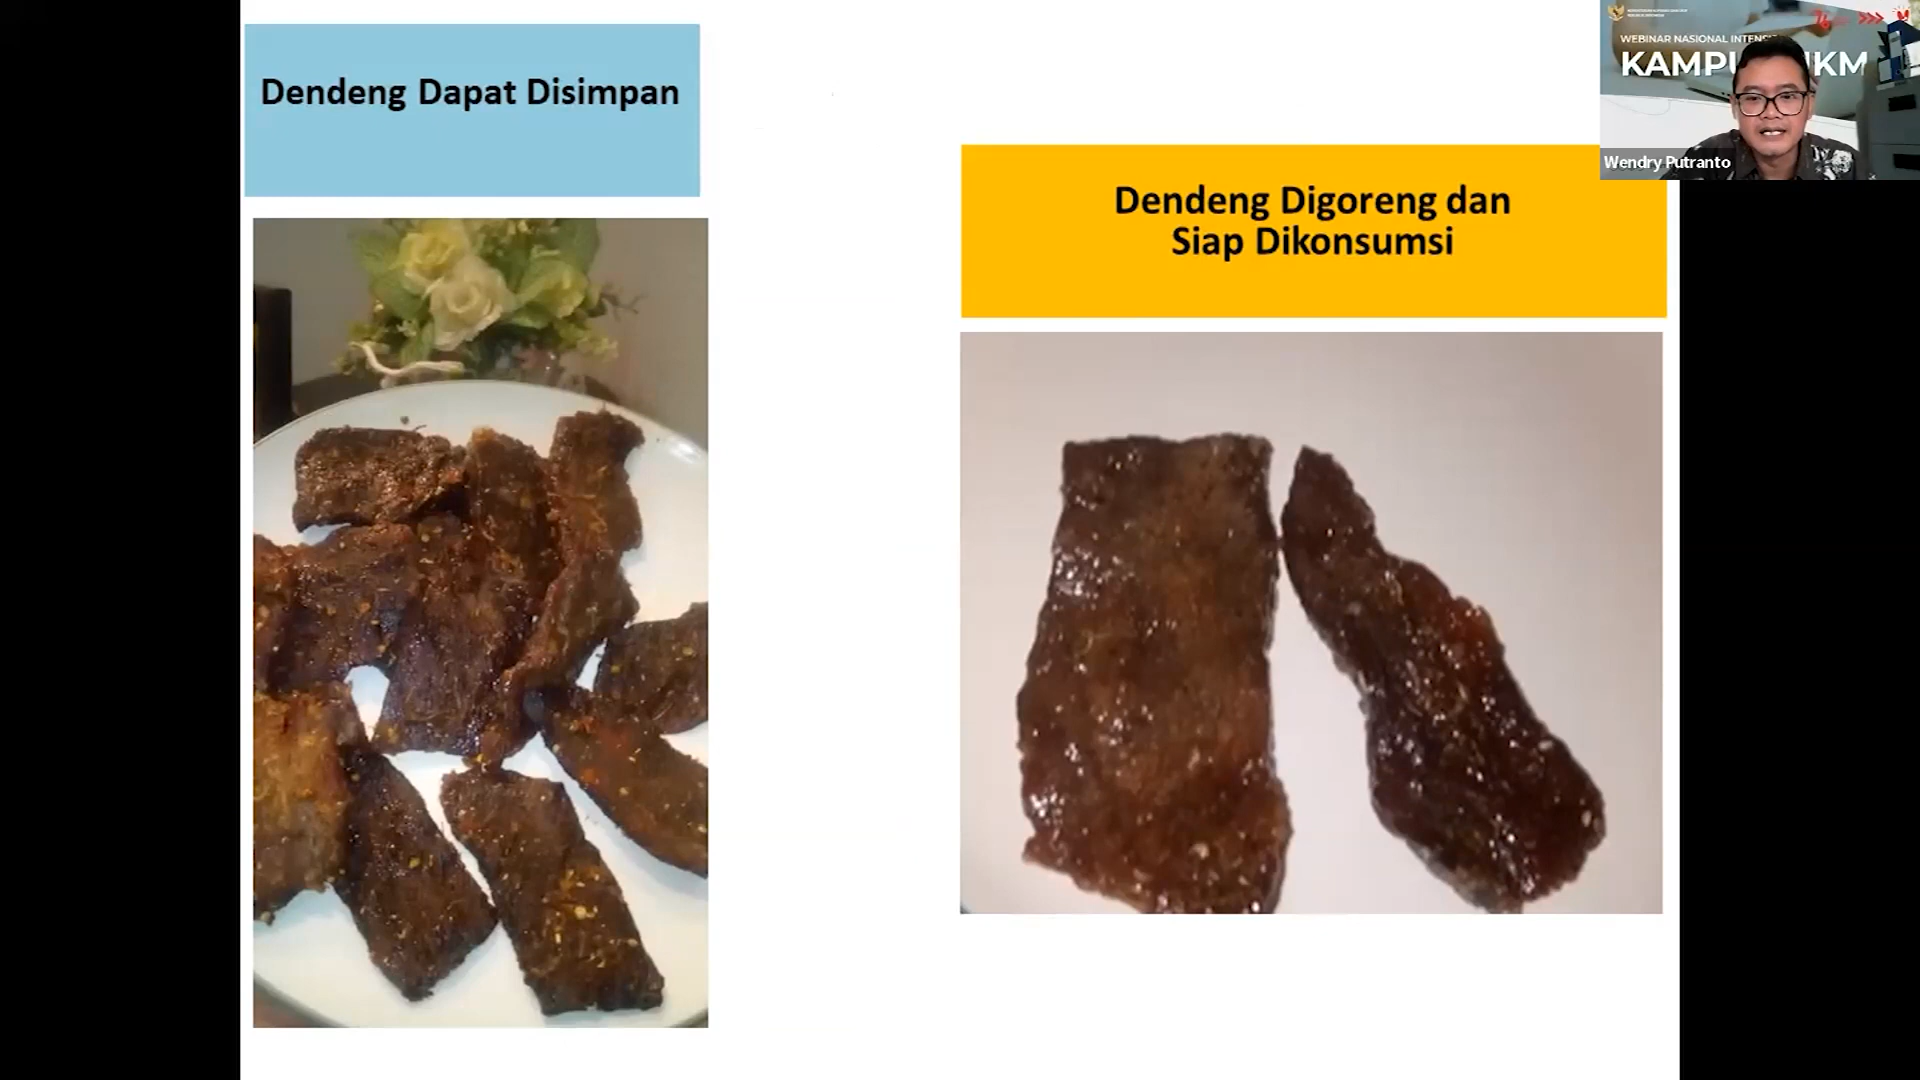 Dendeng Dapat Disimpan
Dendeng Digoreng dan
Siap Dikonsumsi
WEBINAR NASIONAL
KAMPU
KM
Wendry Putranto